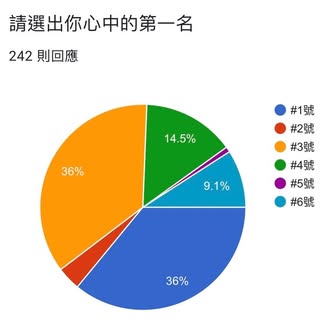 請選出你心中的第一名
242 則回應
#1號
#2號
#3號
#4號
#5號
#6號
14.5%
36%
9.1%
36%